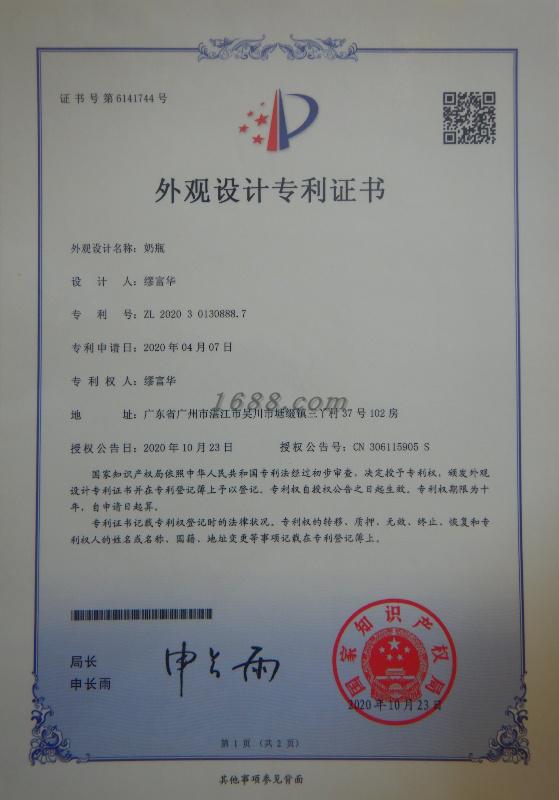 证书号第6141744号
外观设计专利证书
外观设计名称：奶瓶
设 计 人：缪富华
专 利 号：ZL 2020 3 0130888.7
专利申请日：2020年04月07日
专 利 权 人：缪富华
1688.com
地 址：广东省广州市湛江市吴川市塘缀镇三丫村37号102房
授权公告日：2020年10月23日 授权公告号：CN 306115905 S
国家知识产权局依照中华人民共和国专利法经过初步审查，决定授予专利权，颁发外观
设计专利证书并在专利登记簿上予以登记。专利权自授权公告之日起生效。专利权期限为十
年，自申请日起算。
专利证书记载专利权登记时的法律状况。专利权的转移、质押、无效、终止、恢复和专
利权人的姓名或名称、国籍、地址变更等事项记载在专利登记簿上。
局长
申长雨
申长雨
国家知识产权局
2020年10月23日
第1页（共2页）
其他事项参见背面